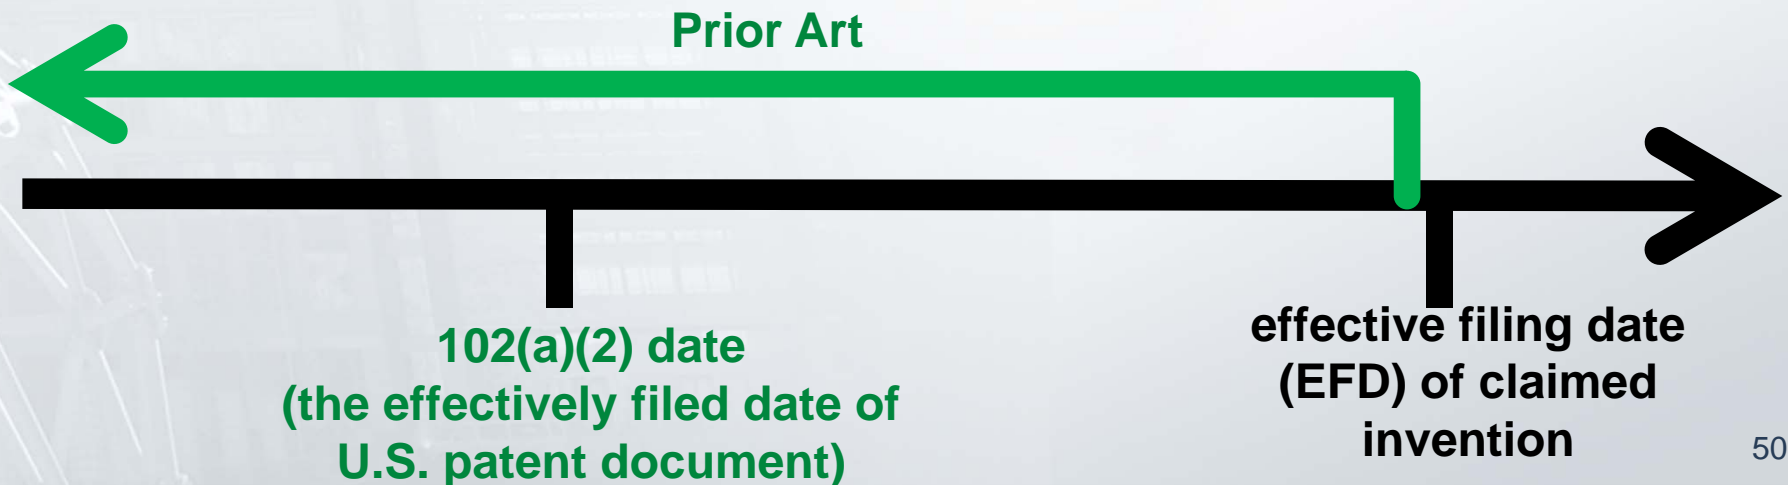 Prior Art
102(a)(2) date
(the effectively filed date of
U.S. patent document)
effective filing date
(EFD) of claimed
invention
50